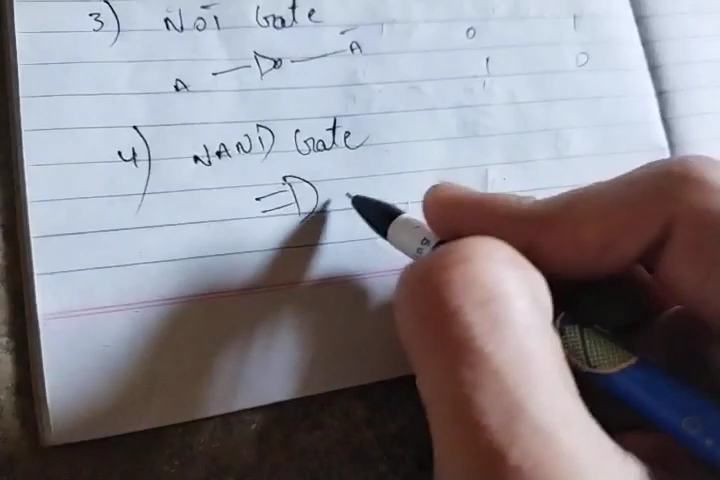 3) NOT Gate 0 1
A A̅ 1 0
4) NAND Gate